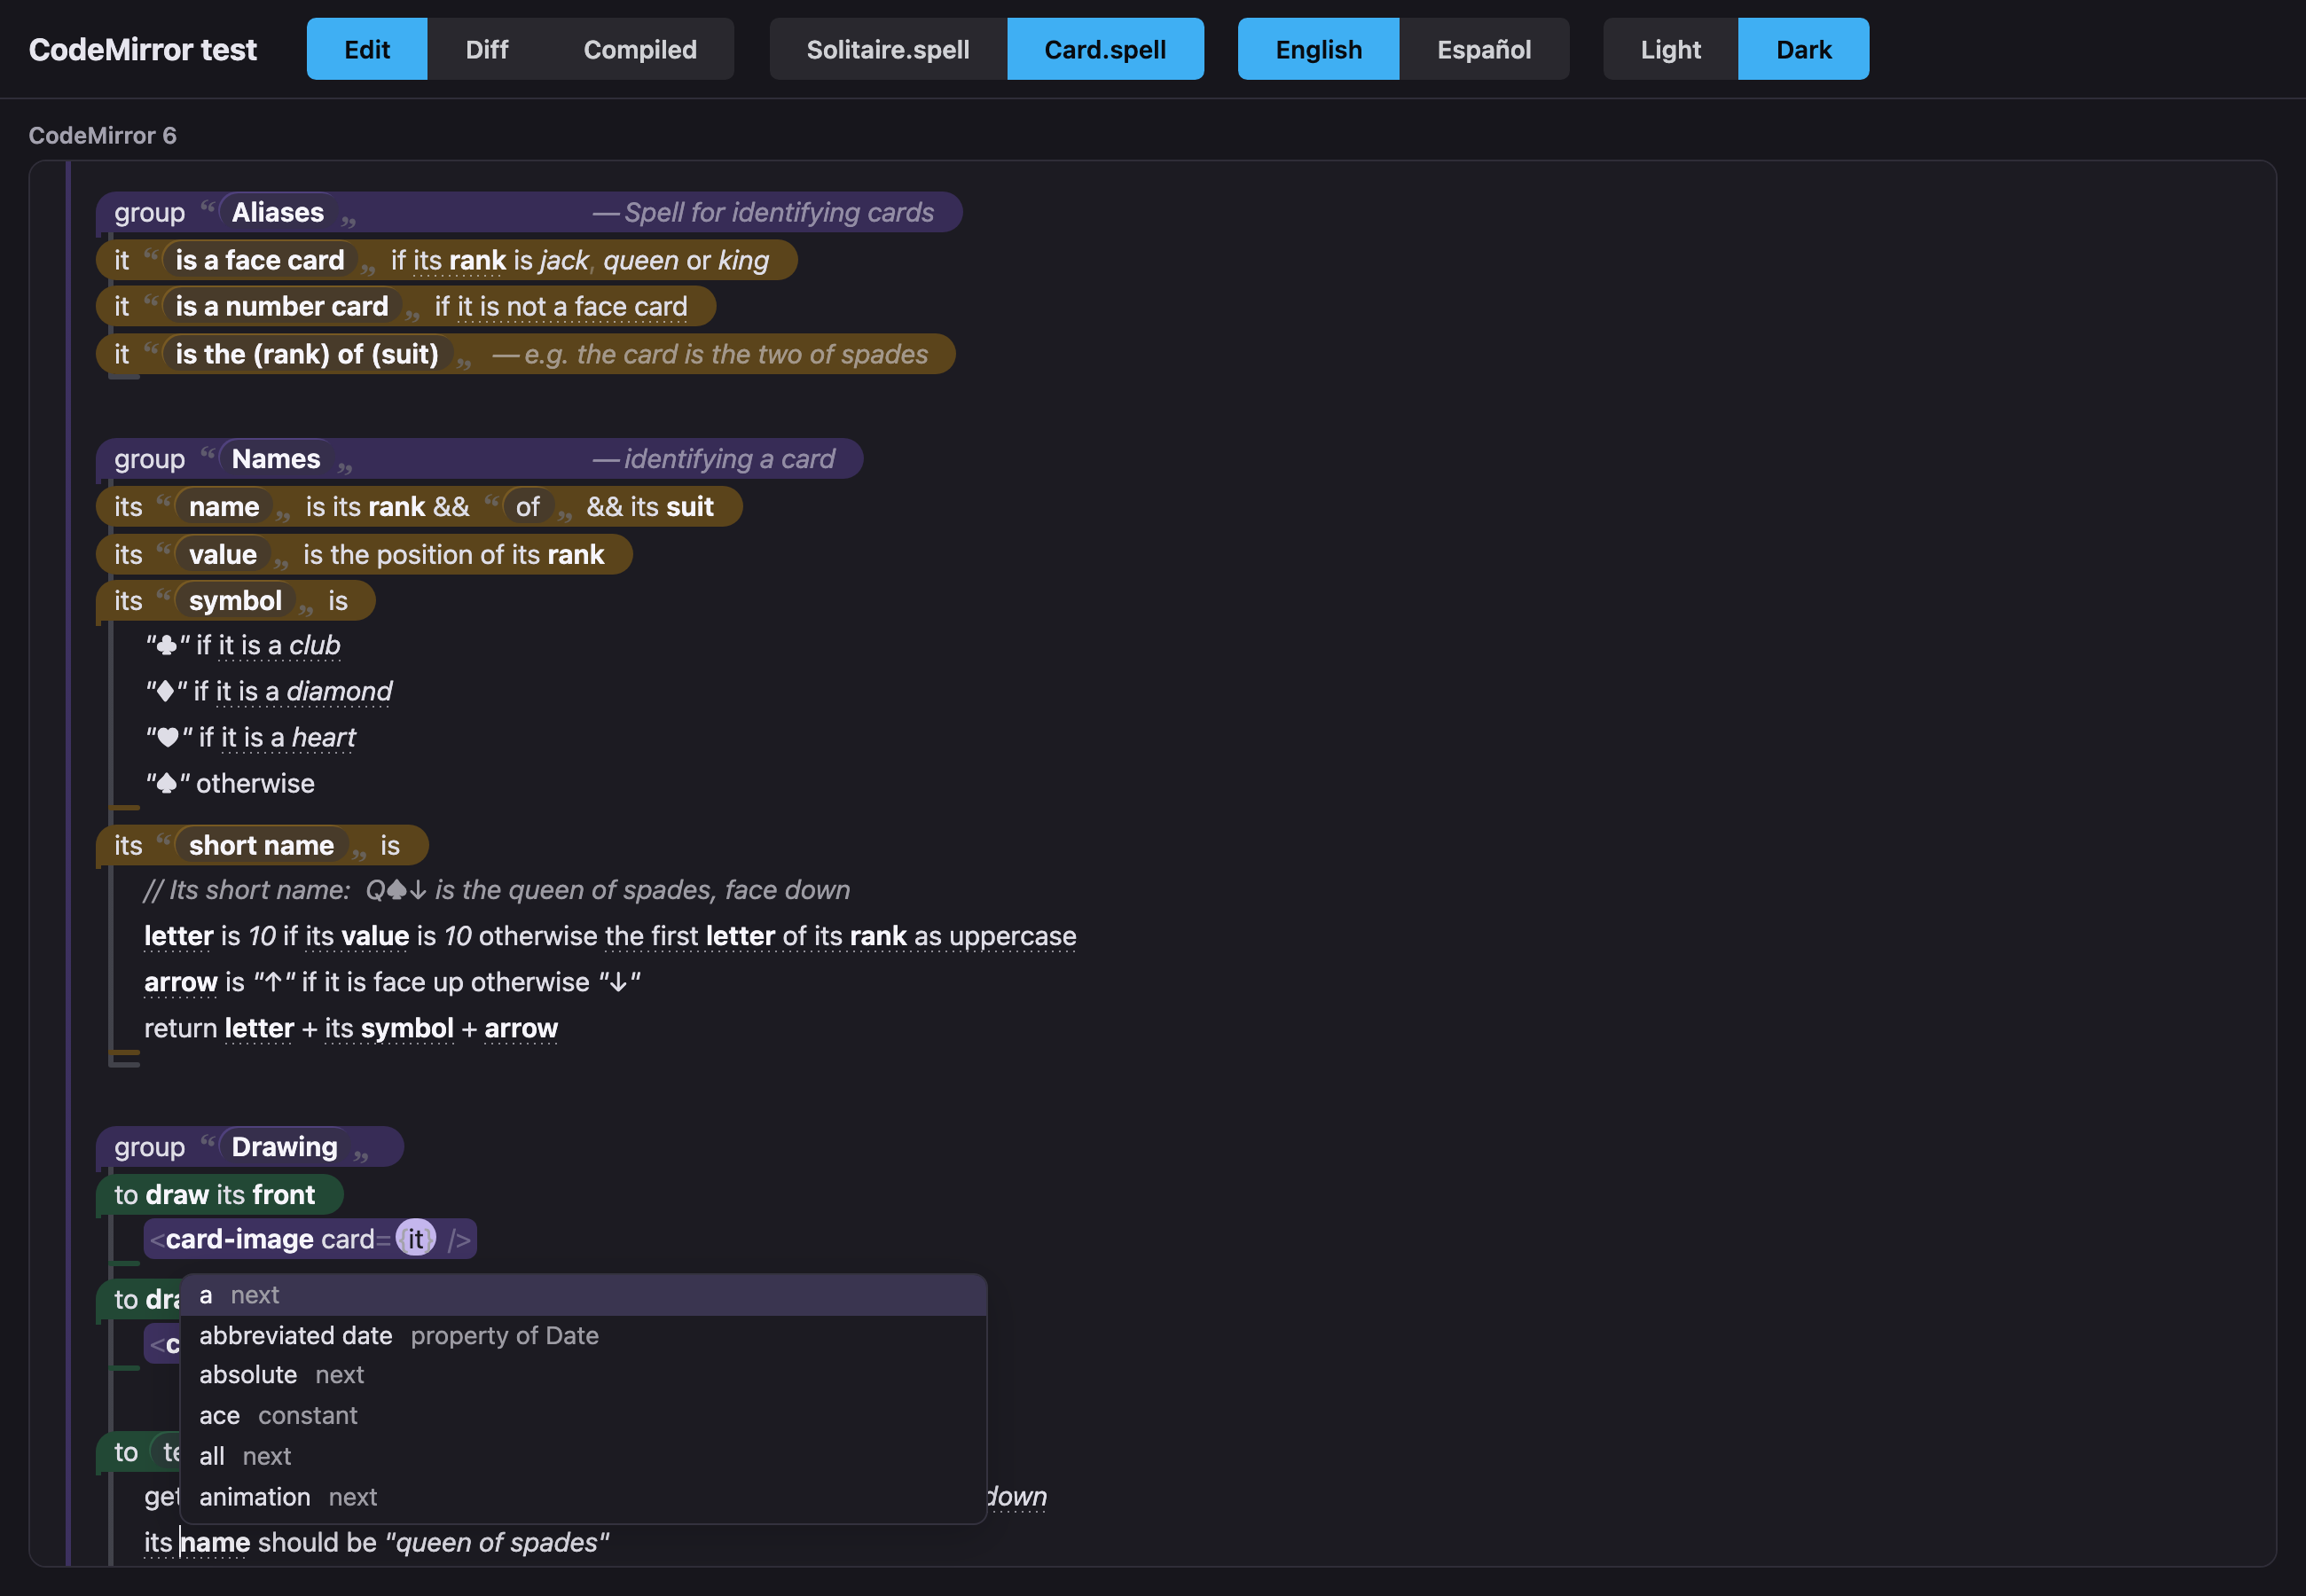 CodeMirror test Edit Diff Compiled Solitaire.spell Card.spell English Español Light Dark
CodeMirror 6
group “Aliases„ — Spell for identifying cards
it “is a face card„ if its rank is jack, queen or king
it “is a number card„ if it is not a face card
it “is the (rank) of (suit)„ — e.g. the card is the two of spades
group “Names„ — identifying a card
its “name„ is its rank && “of„ && its suit
its “value„ is the position of its rank
its “symbol„ is
"♣" if it is a club
"♦" if it is a diamond
"♥" if it is a heart
"♠" otherwise
its “short name„ is
// Its short name: Q♠↓ is the queen of spades, face down
letter is 10 if its value is 10 otherwise the first letter of its rank as uppercase
arrow is "↑" if it is face up otherwise "↓"
return letter + its symbol + arrow
group “Drawing„
to draw its front
<card-image card={it} />
to dra
a next
abbreviated date property of Date
<c
absolute next
ace constant
all next
to te
animation next
get down
its name should be "queen of spades"